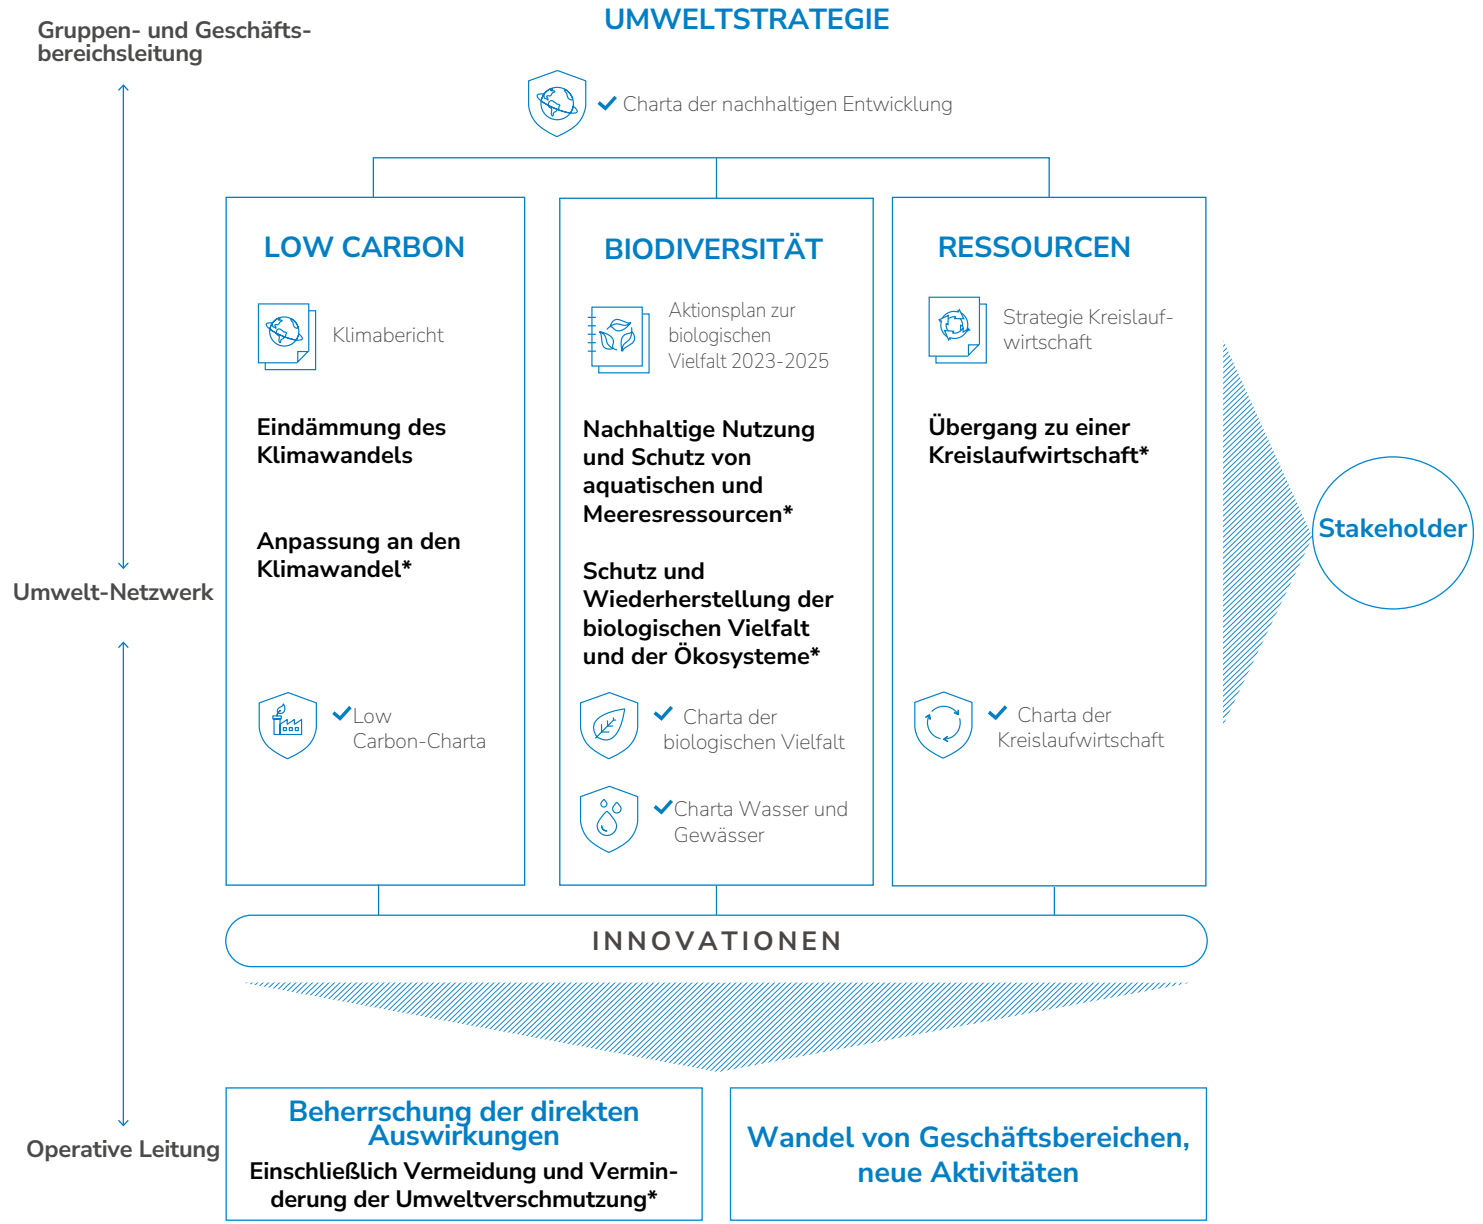 Gruppen- und Geschäfts-
bereichsleitung
UMWELTSTRATEGIE
Charta der nachhaltigen Entwicklung
LOW CARBON
Klimabericht
Eindämmung des
Klimawandels
Anpassung an den
Klimawandel*
Low
Carbon-Charta
BIODIVERSITÄT
Aktionsplan zur
biologischen
Vielfalt 2023-2025
Nachhaltige Nutzung
und Schutz von
aquatischen und
Meeresressourcen*
Schutz und
Wiederherstellung der
biologischen Vielfalt
und der Ökosysteme*
Charta der
biologischen Vielfalt
Charta Wasser und
Gewässer
RESSOURCEN
Strategie Kreislauf-
wirtschaft
Übergang zu einer
Kreislaufwirtschaft*
Charta der
Kreislaufwirtschaft
Stakeholder
Umwelt-Netzwerk
INNOVATIONEN
Operative Leitung
Beherrschung der direkten
Auswirkungen
Einschließlich Vermeidung und Vermin-
derung der Umweltverschmutzung*
Wandel von Geschäftsbereichen,
neue Aktivitäten